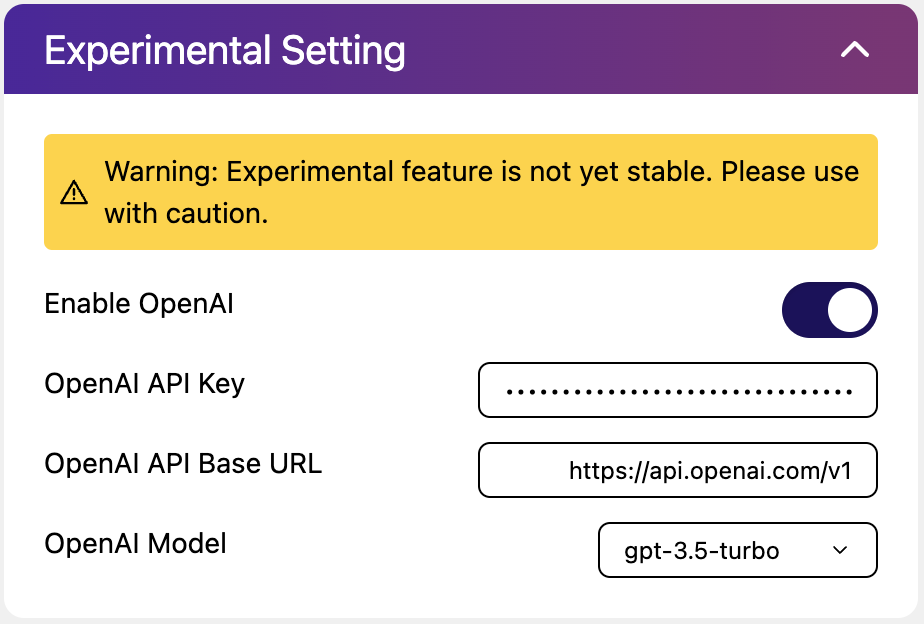 Experimental Setting
Warning: Experimental feature is not yet stable. Please use
with caution.
Enable OpenAI
OpenAI API Key
OpenAI API Base URL
https://api.openai.com/v1
OpenAI Model
gpt-3.5-turbo